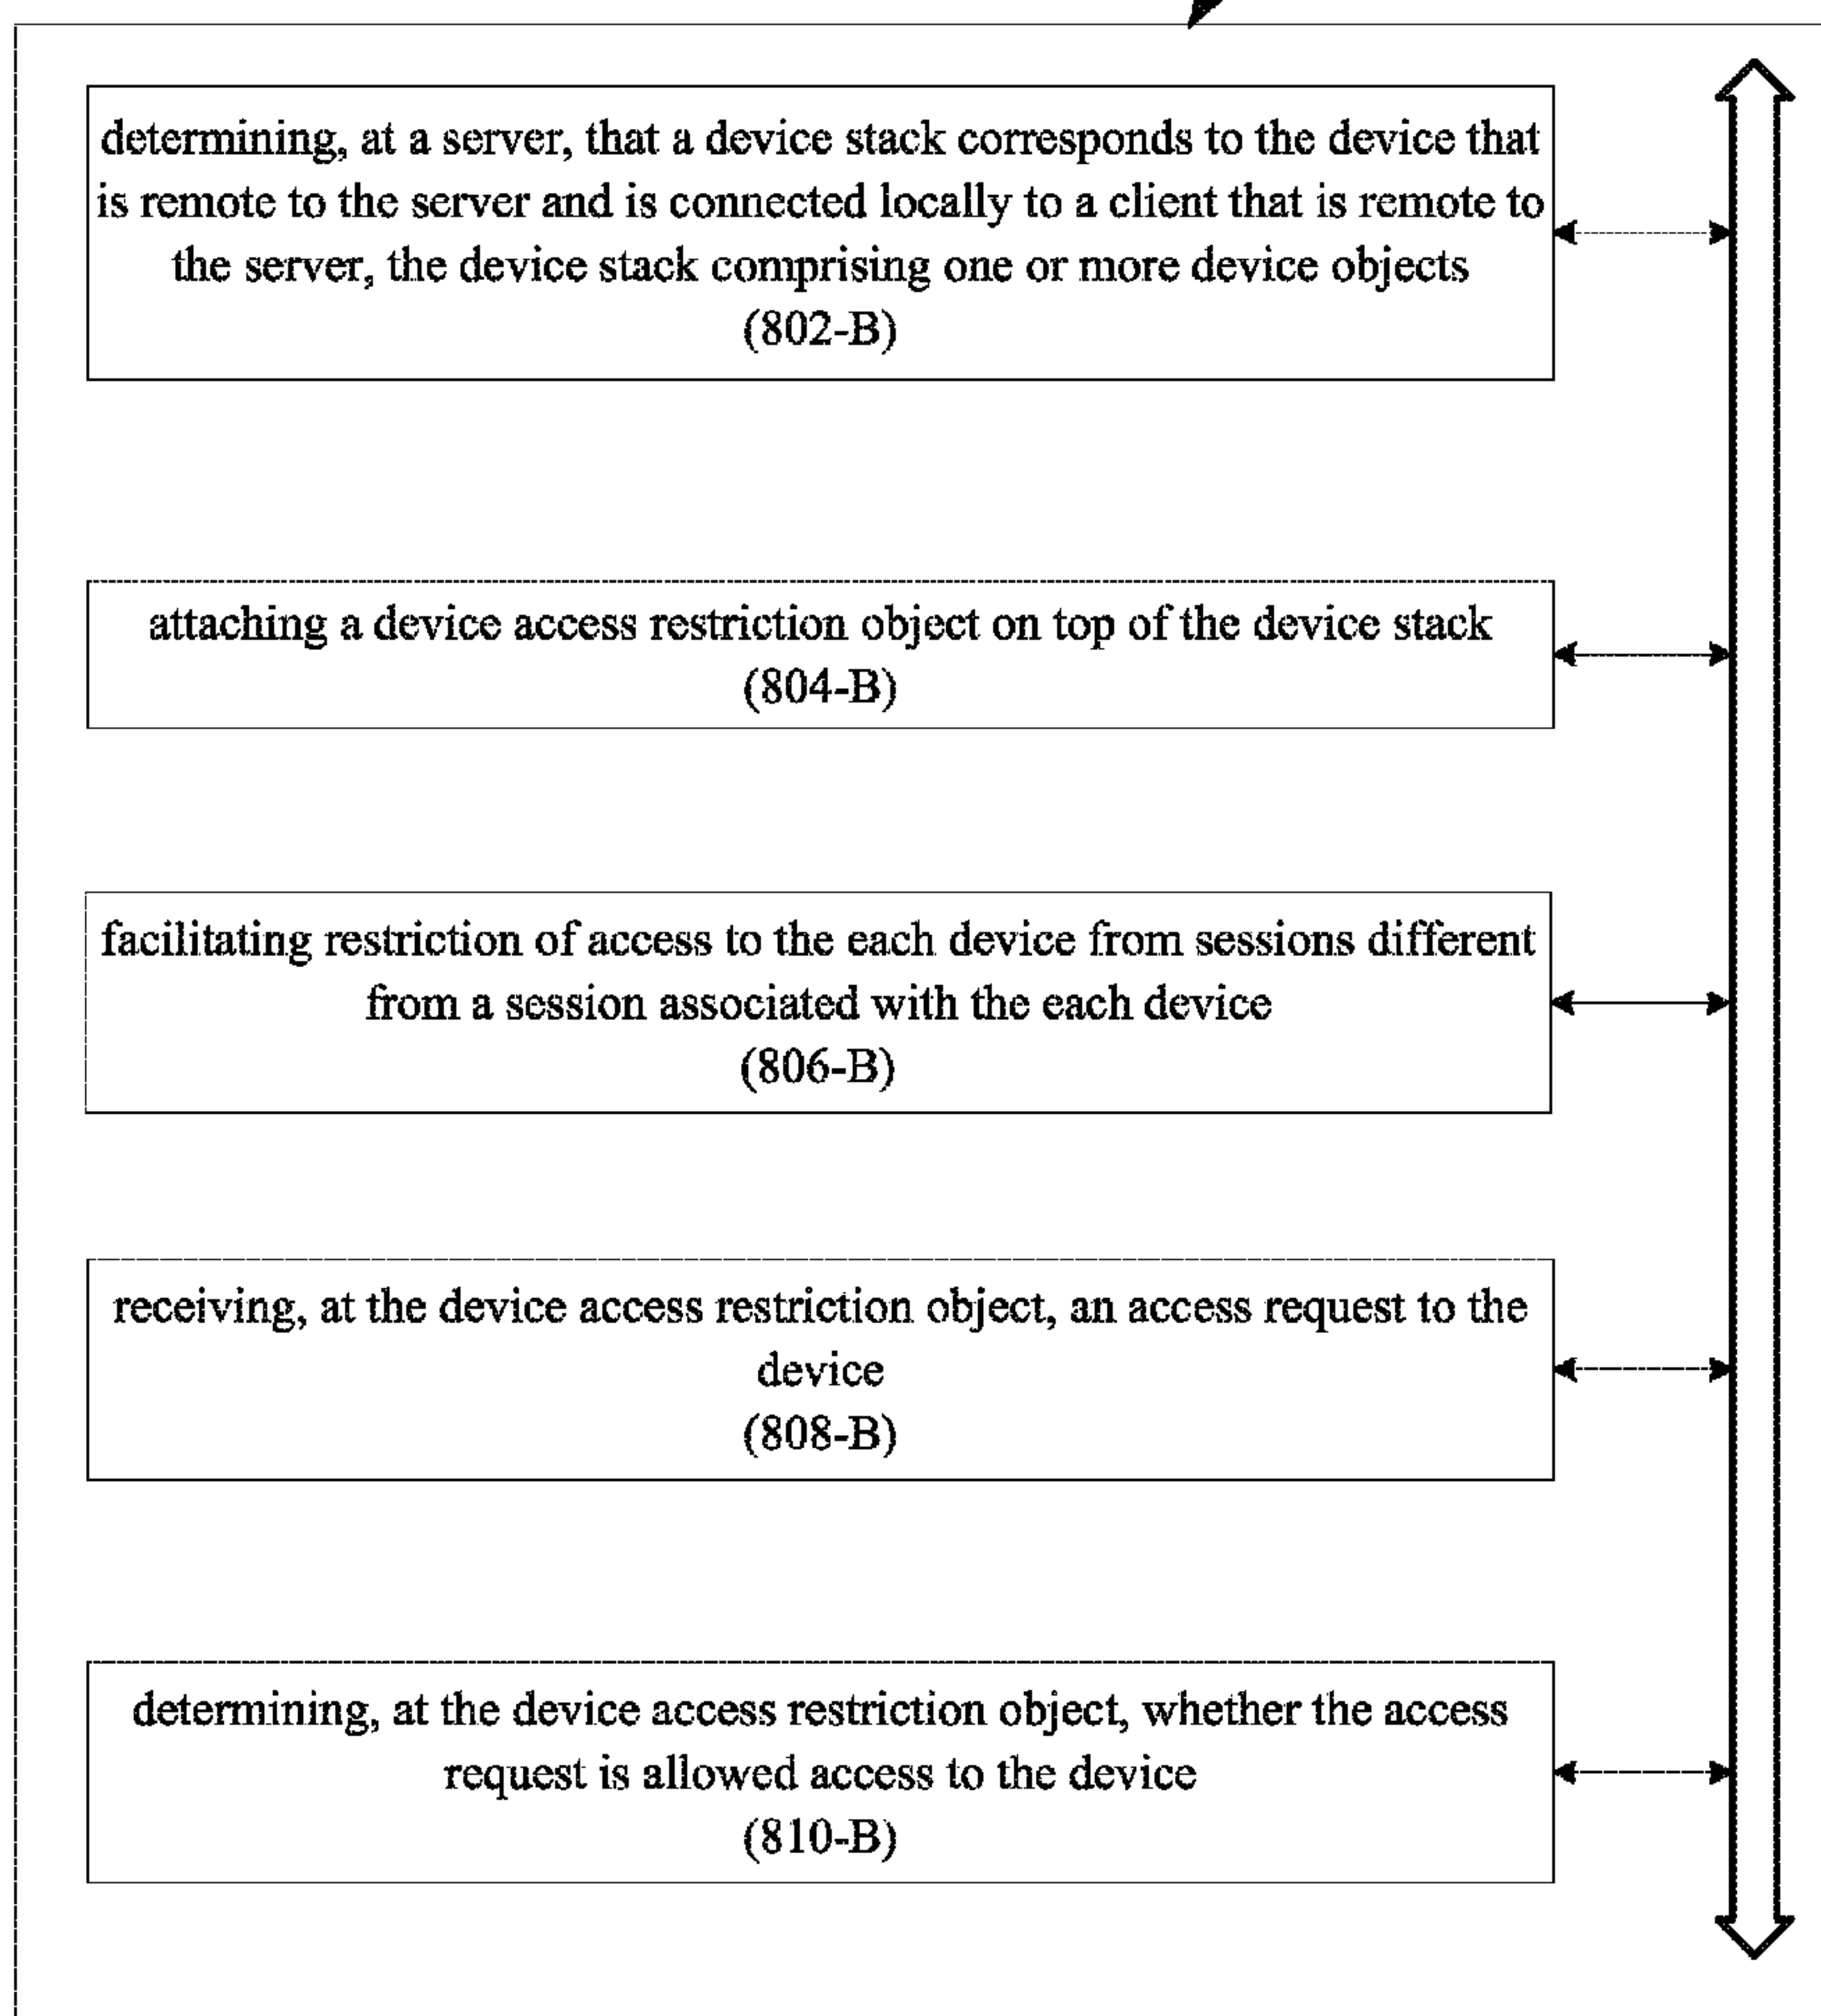 determining, at a server, that a device stack corresponds to the device that
is remote to the server and is connected locally to a client that is remote to
the server, the device stack comprising one or more device objects
(802-B)
attaching a device access restriction object on top of the device stack
(804-B)
facilitating restriction of access to the each device from sessions different
from a session associated with the each device
(806-B)
receiving, at the device access restriction object, an access request to the
device
(808-B)
determining, at the device access restriction object, whether the access
request is allowed access to the device
(810-B)